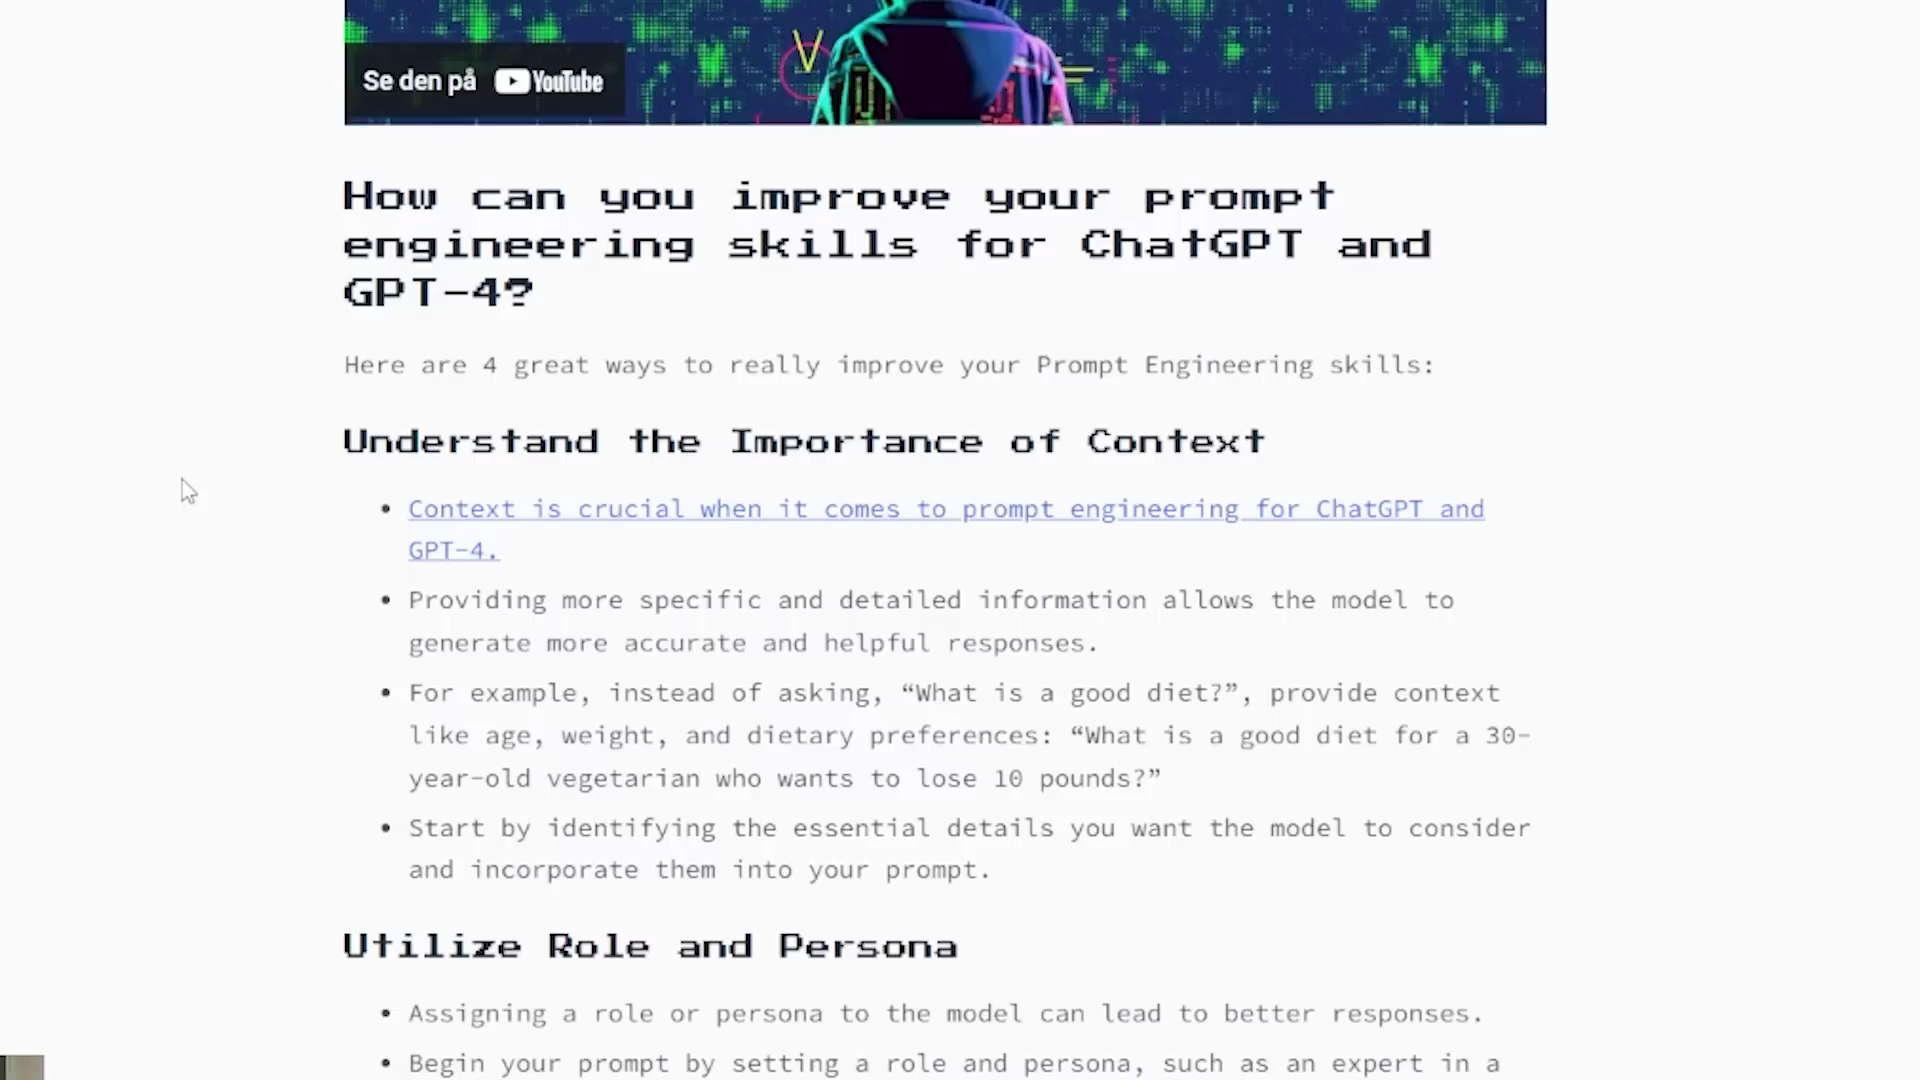 Se den på YouTube
How can you improve your prompt
engineering skills for ChatGPT and
GPT-4?
Here are 4 great ways to really improve your Prompt Engineering skills:
Understand the Importance of Context
• Context is crucial when it comes to prompt engineering for ChatGPT and
GPT-4.
• Providing more specific and detailed information allows the model to
generate more accurate and helpful responses.
• For example, instead of asking, “What is a good diet?”, provide context
like age, weight, and dietary preferences: “What is a good diet for a 30-
year-old vegetarian who wants to lose 10 pounds?”
• Start by identifying the essential details you want the model to consider
and incorporate them into your prompt.
Utilize Role and Persona
• Assigning a role or persona to the model can lead to better responses.
• Begin your prompt by setting a role and persona, such as an expert in a